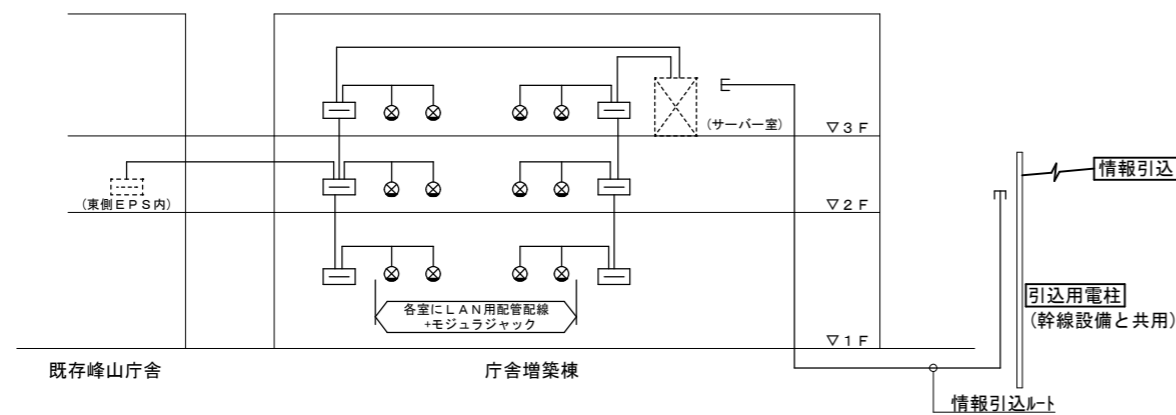 (サーバー室)
▽3F
情報引込
(東側EPS内)
▽2F
引込用電柱
(幹線設備と共用)
各室にLAN用配管配線
+モジュラジャック
▽1F
既存峰山庁舎
庁舎増築棟
情報引込ルート